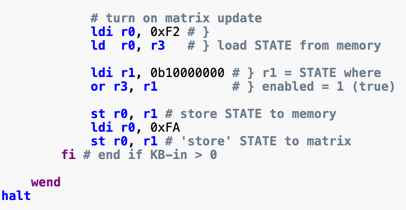 # turn on matrix update
ldi r0, 0xF2 # }
ld r0, r3 # } load STATE from memory
ldi r1, 0b10000000 # } r1 = STATE where
or r3, r1 # } enabled = 1 (true)
st r0, r1 # store STATE to memory
ldi r0, 0xFA
st r0, r1 # 'store' STATE to matrix
fi # end if KB-in > 0
wend
halt